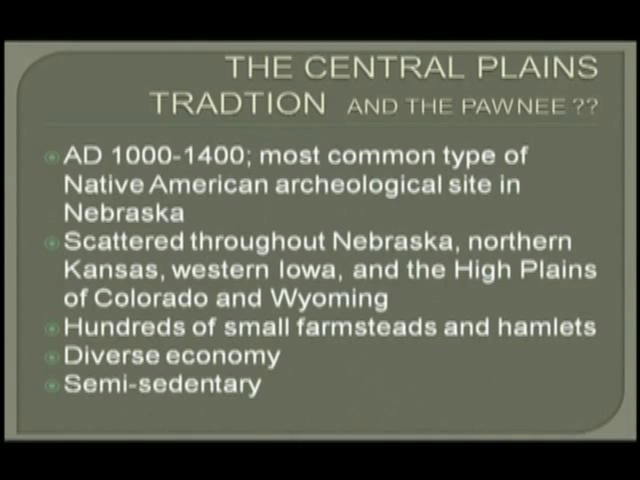 THE CENTRAL PLAINS
TRADTION AND THE PAWNEE ??
AD 1000-1400; most common type of
Native American archeological site in
Nebraska
Scattered throughout Nebraska, northern
Kansas, western Iowa, and the High Plains
of Colorado and Wyoming
Hundreds of small farmsteads and hamlets
Diverse economy
Semi-sedentary